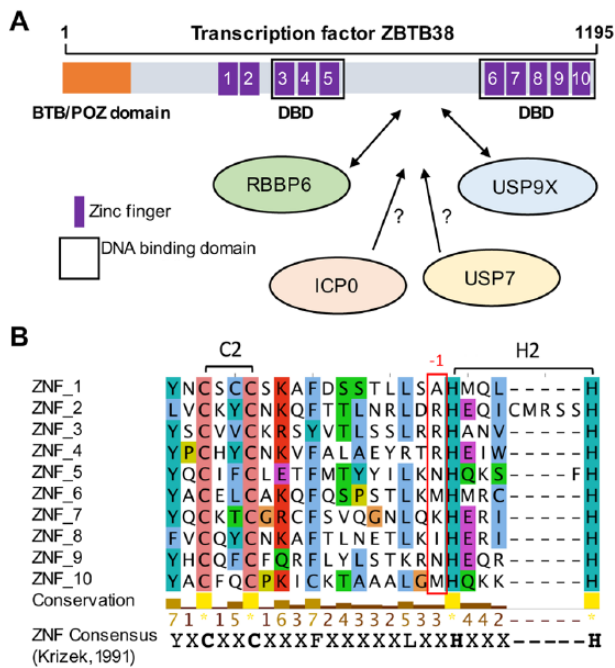 A
1 Transcription factor ZBTB38 1195
1 2 3 4 5 6 7 8 9 10
BTB/POZ domain DBD DBD
RBBP6 USP9X
Zinc finger
DNA binding domain
? ?
ICP0 USP7
B
C2 -1 H2
ZNF_1 YNCSCCSKAFDSSTLLSAHMQL-----H
ZNF_2 LVCKYCNKQFTTLNRLDRHEQICMRSSH
ZNF_3 YSCVVCKRSYVTLSSLRRHANV-----H
ZNF_4 YPCHYCNKVFALAEYRTRHEIW-----H
ZNF_5 YQCIFCLETFMTYYILKNHQKS----FH
ZNF_6 YACELCAKQFQSPSTLKMHMRC-----H
ZNF_7 YQCKTCGRCFSVQGNLQKHERI-----H
ZNF_8 FVCQYCNKAFTLNETLKIHERI-----H
ZNF_9 YHCQFCFQRFLYLSTKRNHEQR-----H
ZNF_10 YACFQCPKICKTAAALGMHQKK-----H
Conservation
71*15*1637243322533*442 *
ZNF Consensus YXCXXCXXXFXXXXXLXXHXXX-----H
(Krizek, 1991)